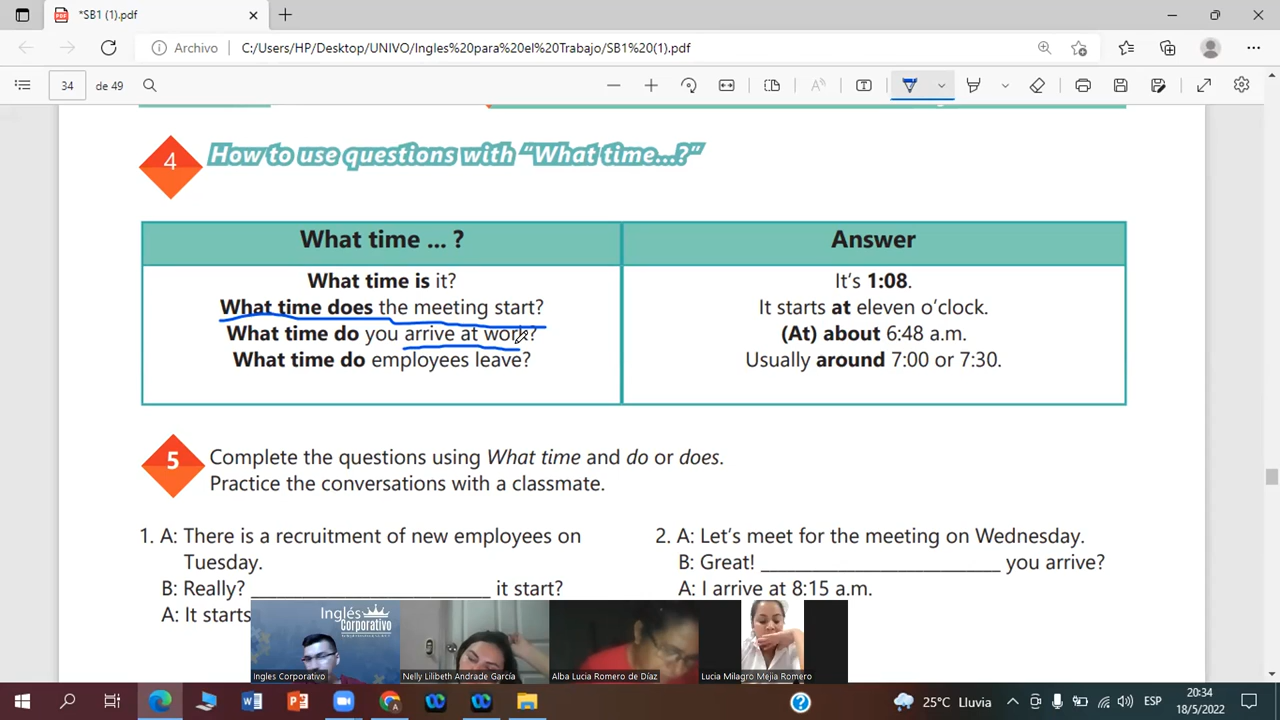 *SB1 (1).pdf
Archivo C:/Users/HP/Desktop/UNIVO/Ingles%20para%20el%20Trabajo/SB1%20(1).pdf
34 de 49
4 How to use questions with “What time...?”
What time ... ? Answer
What time is it? It’s 1:08.
What time does the meeting start? It starts at eleven o’clock.
What time do you arrive at work? (At) about 6:48 a.m.
What time do employees leave? Usually around 7:00 or 7:30.
5 Complete the questions using What time and do or does.
Practice the conversations with a classmate.
1. A: There is a recruitment of new employees on
Tuesday.
B: Really? _________________________ it start?
A: It starts
2. A: Let’s meet for the meeting on Wednesday.
B: Great! _________________________ you arrive?
A: I arrive at 8:15 a.m.
Inglés
Corporativo
Ingles Corporativo
Nelly Lilibeth Andrade García
Alba Lucia Romero de Díaz
Lucia Milagro Mejia Romero
25°C Lluvia
ESP
20:34
18/5/2022